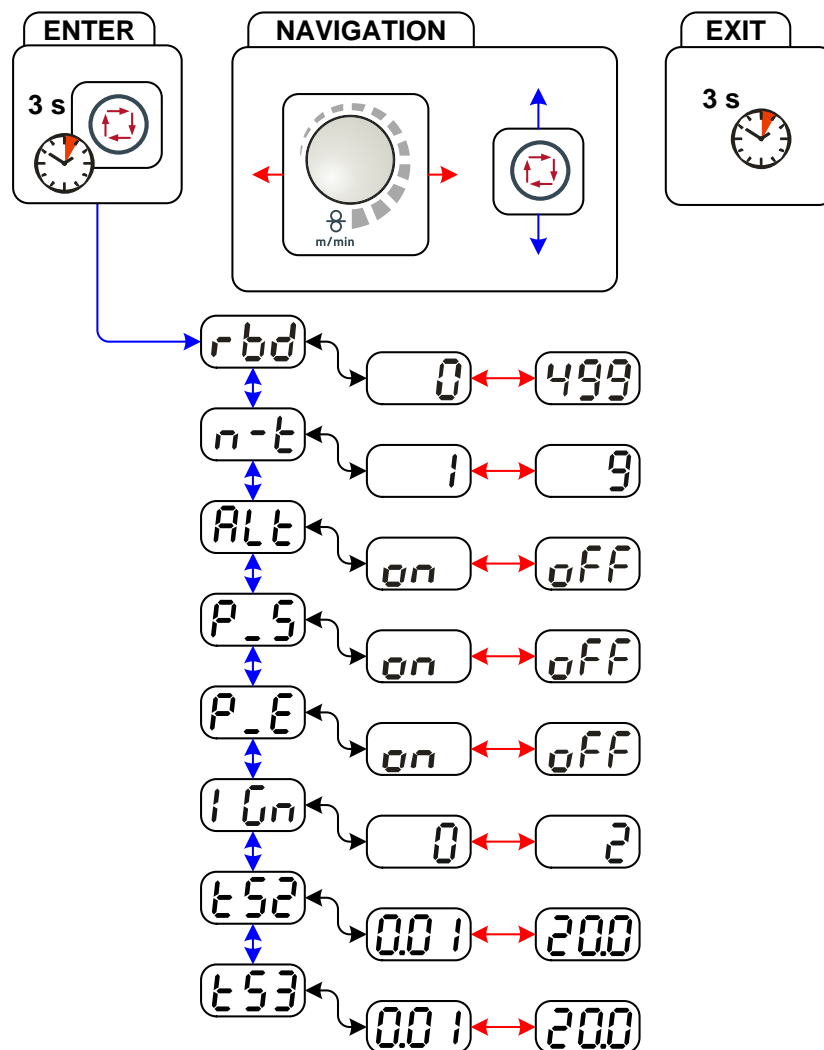 ENTER NAVIGATION EXIT
3 s 3 s
m/min
rbd 0 499
n-t 1 9
ALt on oFF
P_S on oFF
P_E on oFF
IGn 0 2
tS2 0.01 20.0
tS3 0.01 20.0